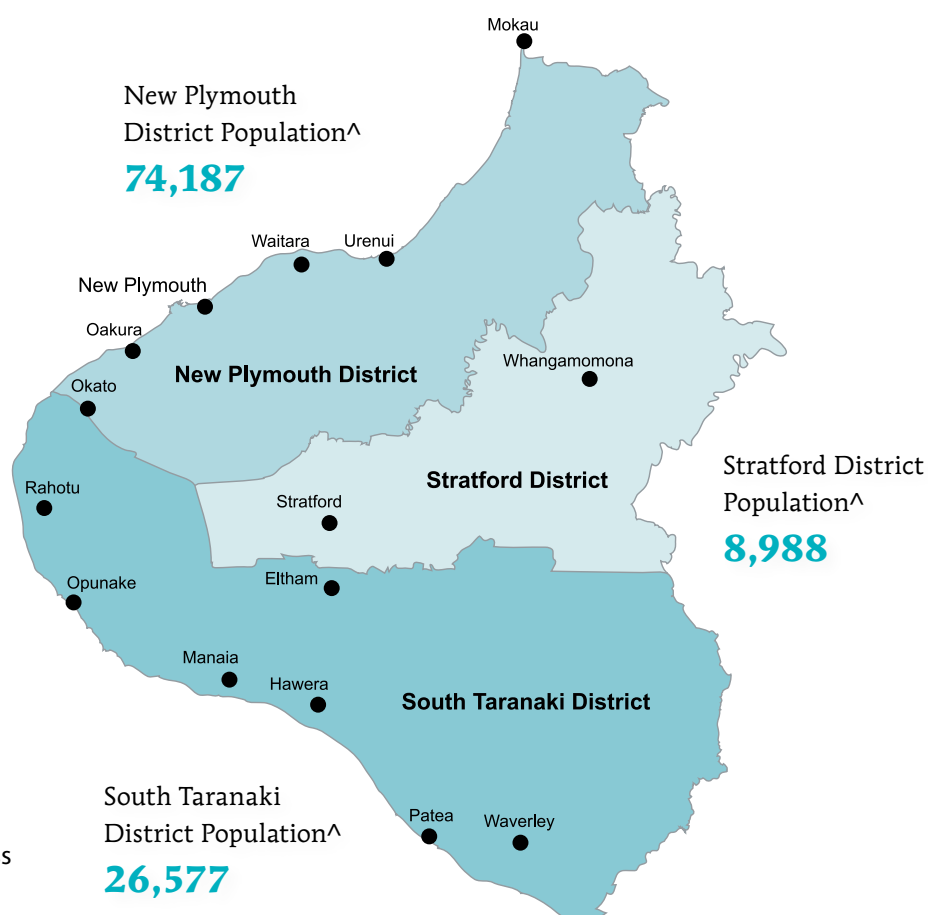 Mokau
New Plymouth
District Population^
74,187
Waitara
Urenui
New Plymouth
Oakura
New Plymouth District
Whangamomona
Okato
Stratford District
Population^
8,988
Stratford District
Rahotu
Stratford
Opunake
Eltham
Manaia
Hawera
South Taranaki District
South Taranaki
District Population^
26,577
Patea
Waverley
s